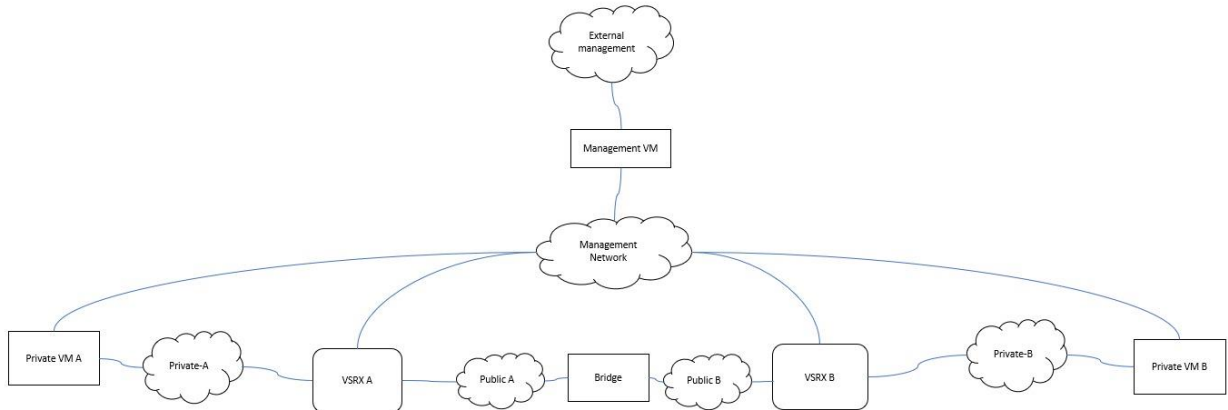 External
management
Management VM
Management
Network
Private VM A
Private-A
VSRX A
Public A
Bridge
Public B
VSRX B
Private-B
Private VM B